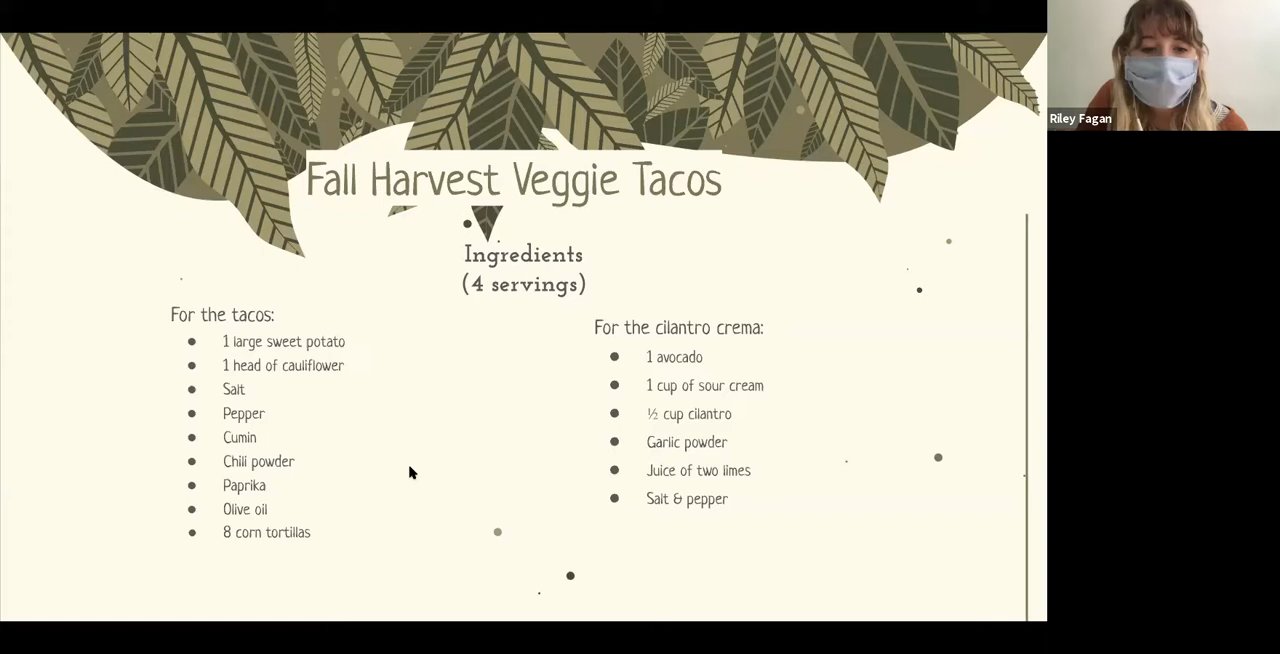 Fall Harvest Veggie Tacos
Ingredients
(4 servings)
For the tacos:
1 large sweet potato
1 head of cauliflower
Salt
Pepper
Cumin
Chili powder
Paprika
Olive oil
8 corn tortillas
For the cilantro crema:
1 avocado
1 cup of sour cream
½ cup cilantro
Garlic powder
Juice of two limes
Salt & pepper
Riley Fagan